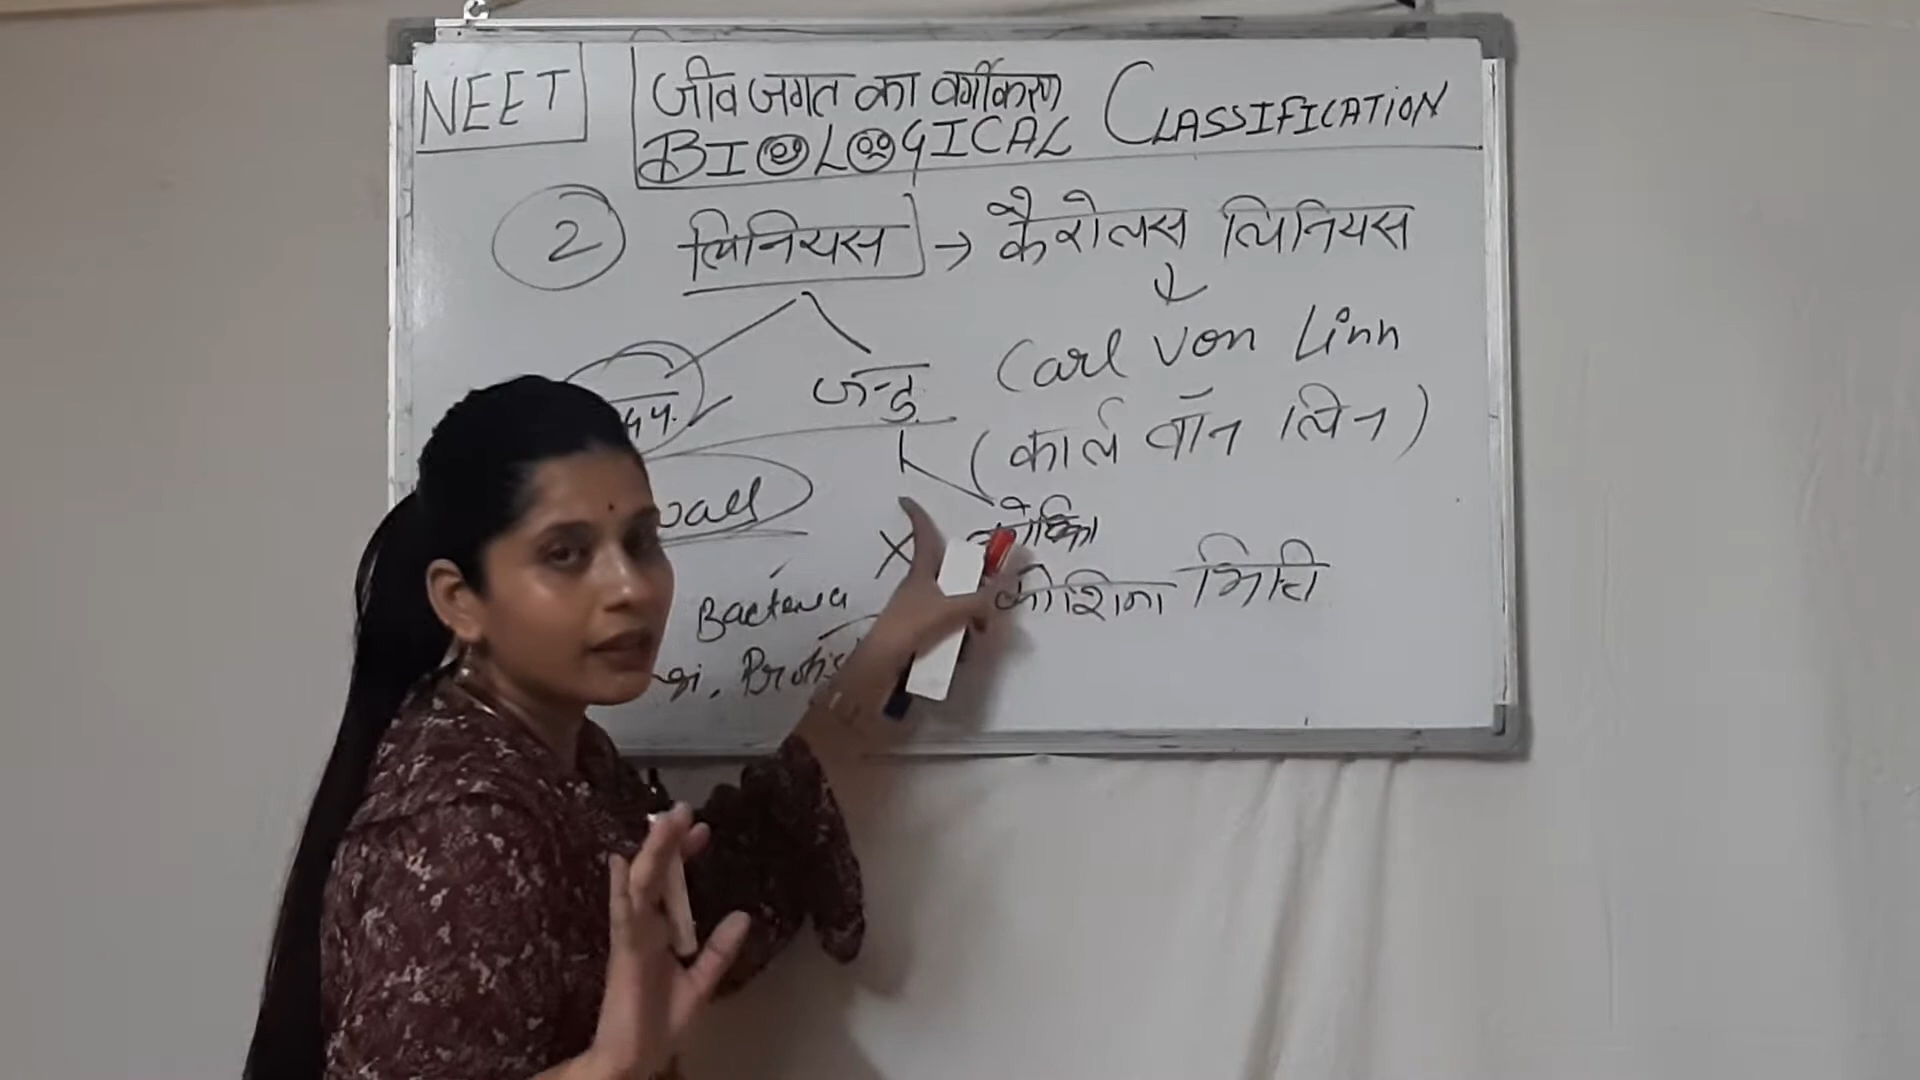 NEET
जीव जगत का वर्गीकरण
BIOLOGICAL CLASSIFICATION
2 लिनियस → कैरोलस लिनियस
Carl Von Linn
जन्तु
(कार्ल वॉन लिन)
X
कोशिका भित्ति
Bacteria